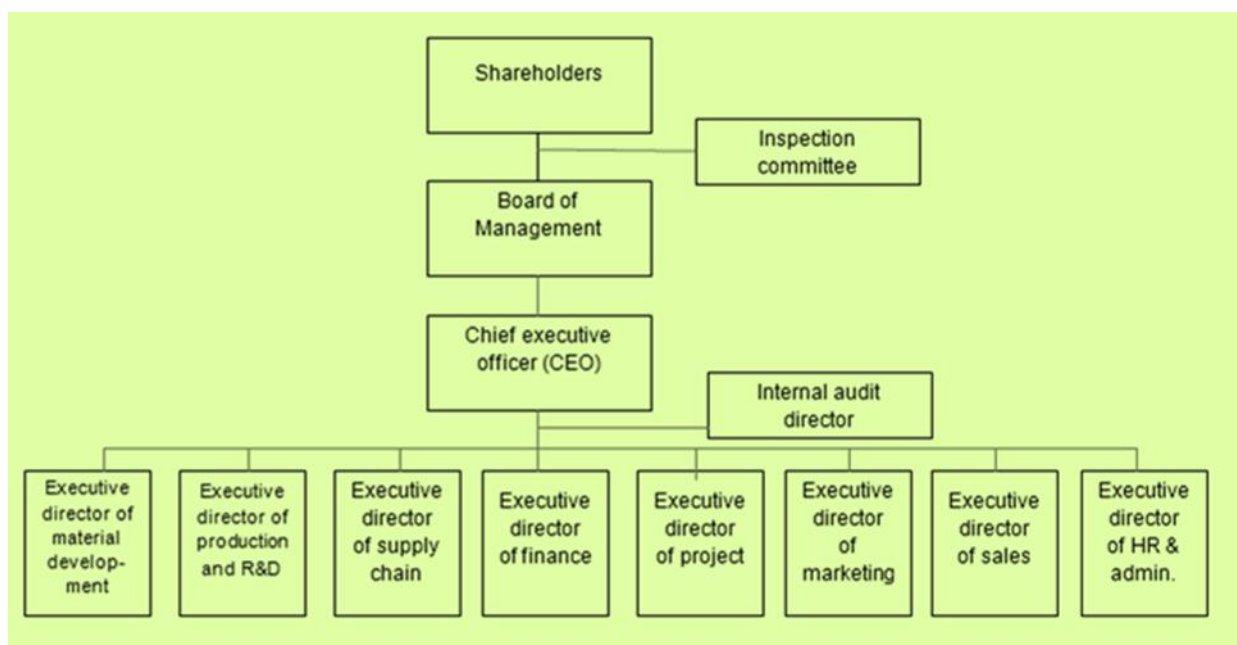 Shareholders
Inspection
committee
Board of
Management
Chief executive
officer (CEO)
Internal audit
director
Executive
director of
material
develop-
ment
Executive
director of
production
and R&D
Executive
director
of supply
chain
Executive
director
of finance
Executive
director
of project
Executive
director
of
marketing
Executive
director
of sales
Executive
director
of HR &
admin.